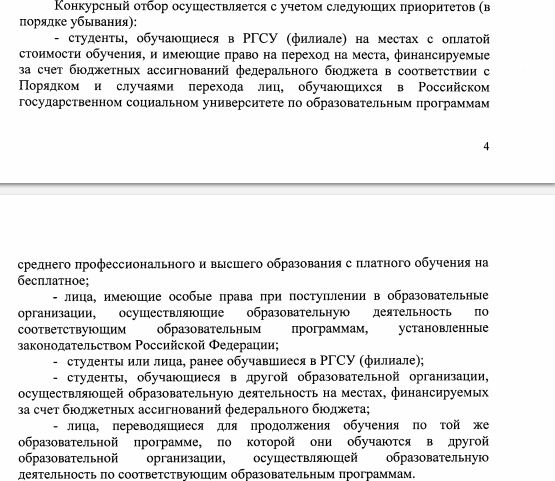 Конкурсный отбор осуществляется с учетом следующих приоритетов (в
порядке убывания):
- студенты, обучающиеся в РГСУ (филиале) на местах с оплатой
стоимости обучения, и имеющие право на переход на места, финансируемые
за счет бюджетных ассигнований федерального бюджета в соответствии с
Порядком и случаями перехода лиц, обучающихся в Российском
государственном социальном университете по образовательным программам
4
среднего профессионального и высшего образования с платного обучения на
бесплатное;
- лица, имеющие особые права при поступлении в образовательные
организации, осуществляющие образовательную деятельность по
соответствующим образовательным программам, установленные
законодательством Российской Федерации;
- студенты или лица, ранее обучавшиеся в РГСУ (филиале);
- студенты, обучающиеся в другой образовательной организации,
осуществляющей образовательную деятельность на местах, финансируемых
за счет бюджетных ассигнований федерального бюджета;
- лица, переводящиеся для продолжения обучения по той же
образовательной программе, по которой они обучаются в другой
образовательной организации, осуществляющей образовательную
деятельность по соответствующим образовательным программам.